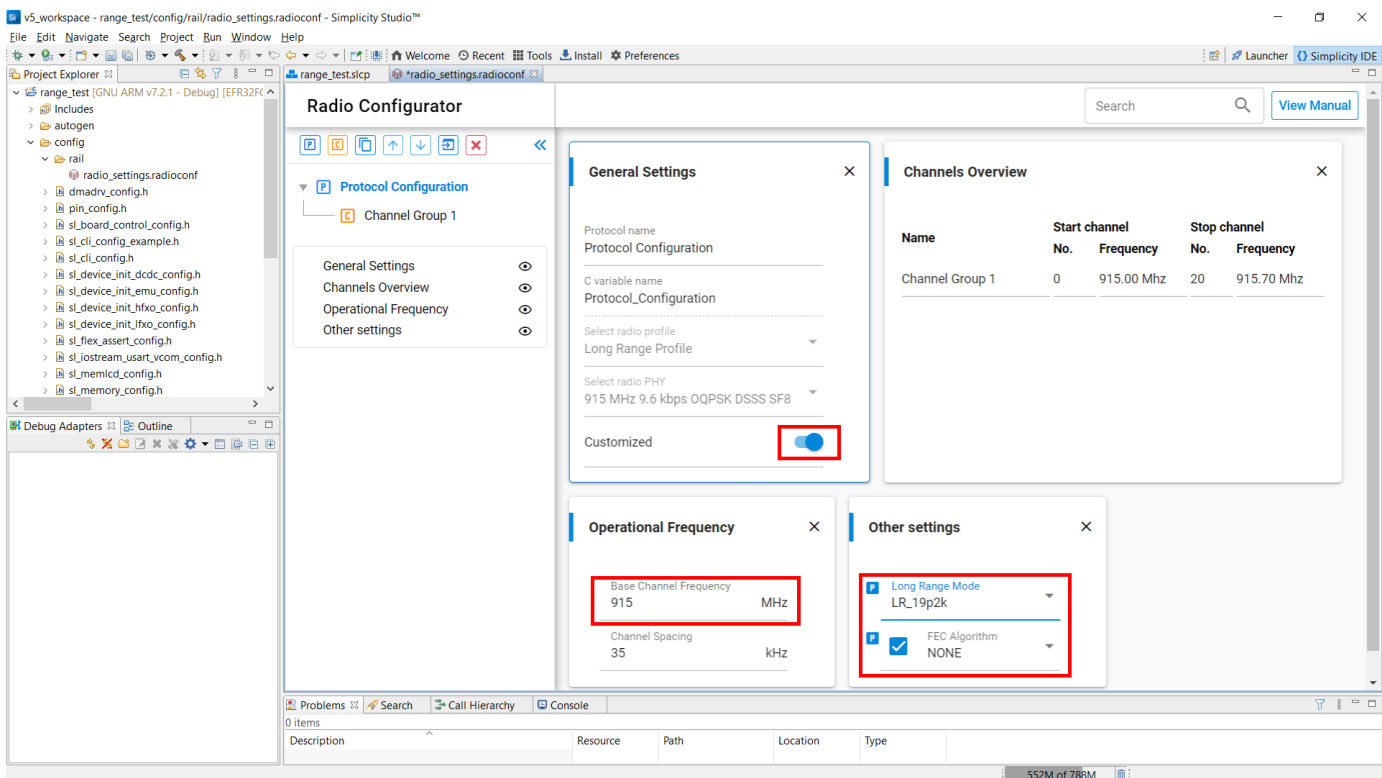 v5_workspace - range_test/config/rail/radio_settings.radioconf - Simplicity Studio™
File Edit Navigate Search Project Run Window Help
Welcome Recent Tools Install Preferences
Launcher Simplicity IDE
Project Explorer
range_test [GNU ARM v7.2.1 - Debug] [EFR32F
Includes
autogen
config
rail
radio_settings.radioconf
dmadrv_config.h
pin_config.h
sl_board_control_config.h
sl_cli_config_example.h
sl_cli_config.h
sl_device_init_dcdc_config.h
sl_device_init_emu_config.h
sl_device_init_hfxo_config.h
sl_device_init_lfxo_config.h
sl_flex_assert_config.h
sl_iostream_usart_vcom_config.h
sl_memlcd_config.h
sl_memory_config.h
Debug Adapters Outline
range_test.slcp *radio_settings.radioconf
Radio Configurator
Search
View Manual
P C
P Protocol Configuration
C Channel Group 1
General Settings
Channels Overview
Operational Frequency
Other settings
General Settings
Protocol name
Protocol Configuration
C variable name
Protocol_Configuration
Select radio profile
Long Range Profile
Select radio PHY
915 MHz 9.6 kbps OQPSK DSSS SF8
Customized
Channels Overview
Start channel Stop channel
Name No. Frequency No. Frequency
Channel Group 1 0 915.00 Mhz 20 915.70 Mhz
Operational Frequency
Base Channel Frequency
915 MHz
Channel Spacing
35 kHz
Other settings
P Long Range Mode
LR_19p2k
P FEC Algorithm
NONE
Problems Search Call Hierarchy Console
0 items
Description Resource Path Location Type
552M of 788M